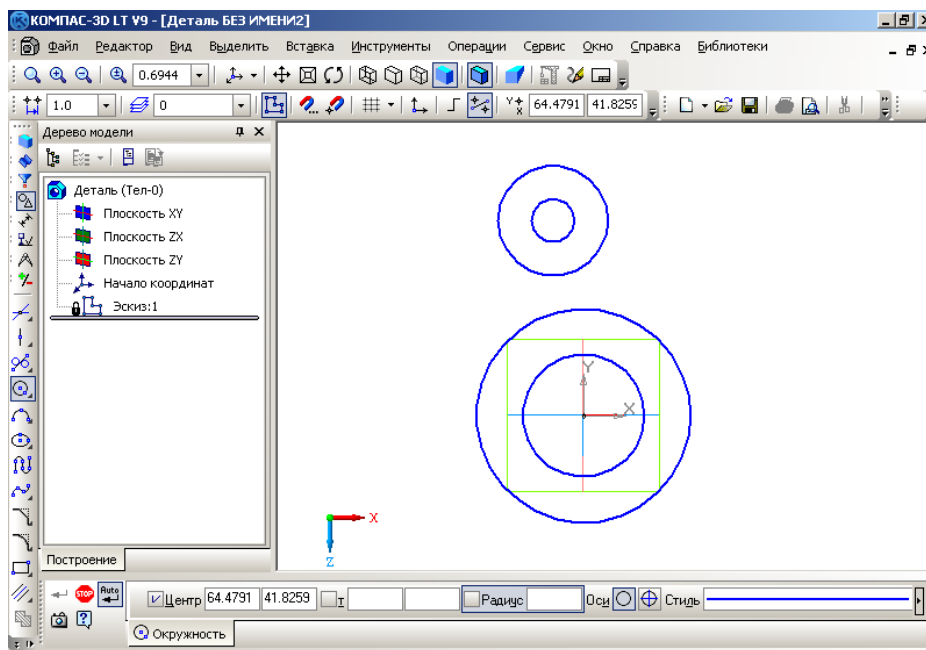 КОМПАС-3D LT V9 - [Деталь БЕЗ ИМЕНИ2]
Файл Редактор Вид Выделить Вставка Инструменты Операции Сервис Окно Справка Библиотеки
0.6944
1.0 0 Y X 64.4791 41.8259
Дерево модели
Деталь (Тел-0)
Плоскость XY
Плоскость ZX
Плоскость ZY
Начало координат
Эскиз:1
Y
X
X
Z
Построение
STOP Auto Центр 64.4791 41.8259 т Радиус Оси Стиль
Окружность